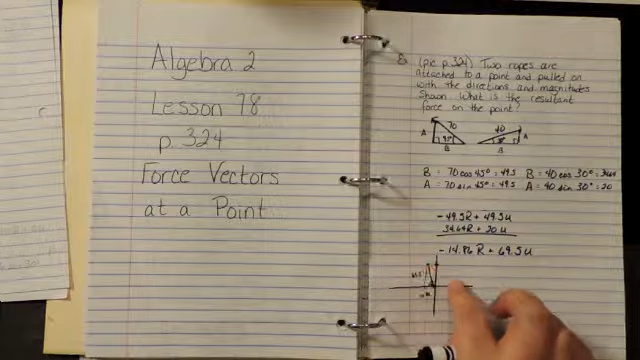 Algebra 2
Lesson 78
p. 324
Force Vectors
at a Point
(pic p.324) Two ropes are
attached to a point and pulled on
with the directions and magnitudes
shown. What is the resultant
force on the point?
A 70 B
40 A B
B = 70 cos 45° = 49.5 B = 40 cos 30° = 34.64
A = 70 sin 45° = 49.5 A = 40 sin 30° = 20
-49.5R + 49.5U
34.64R + 20U
-14.86R + 69.5U